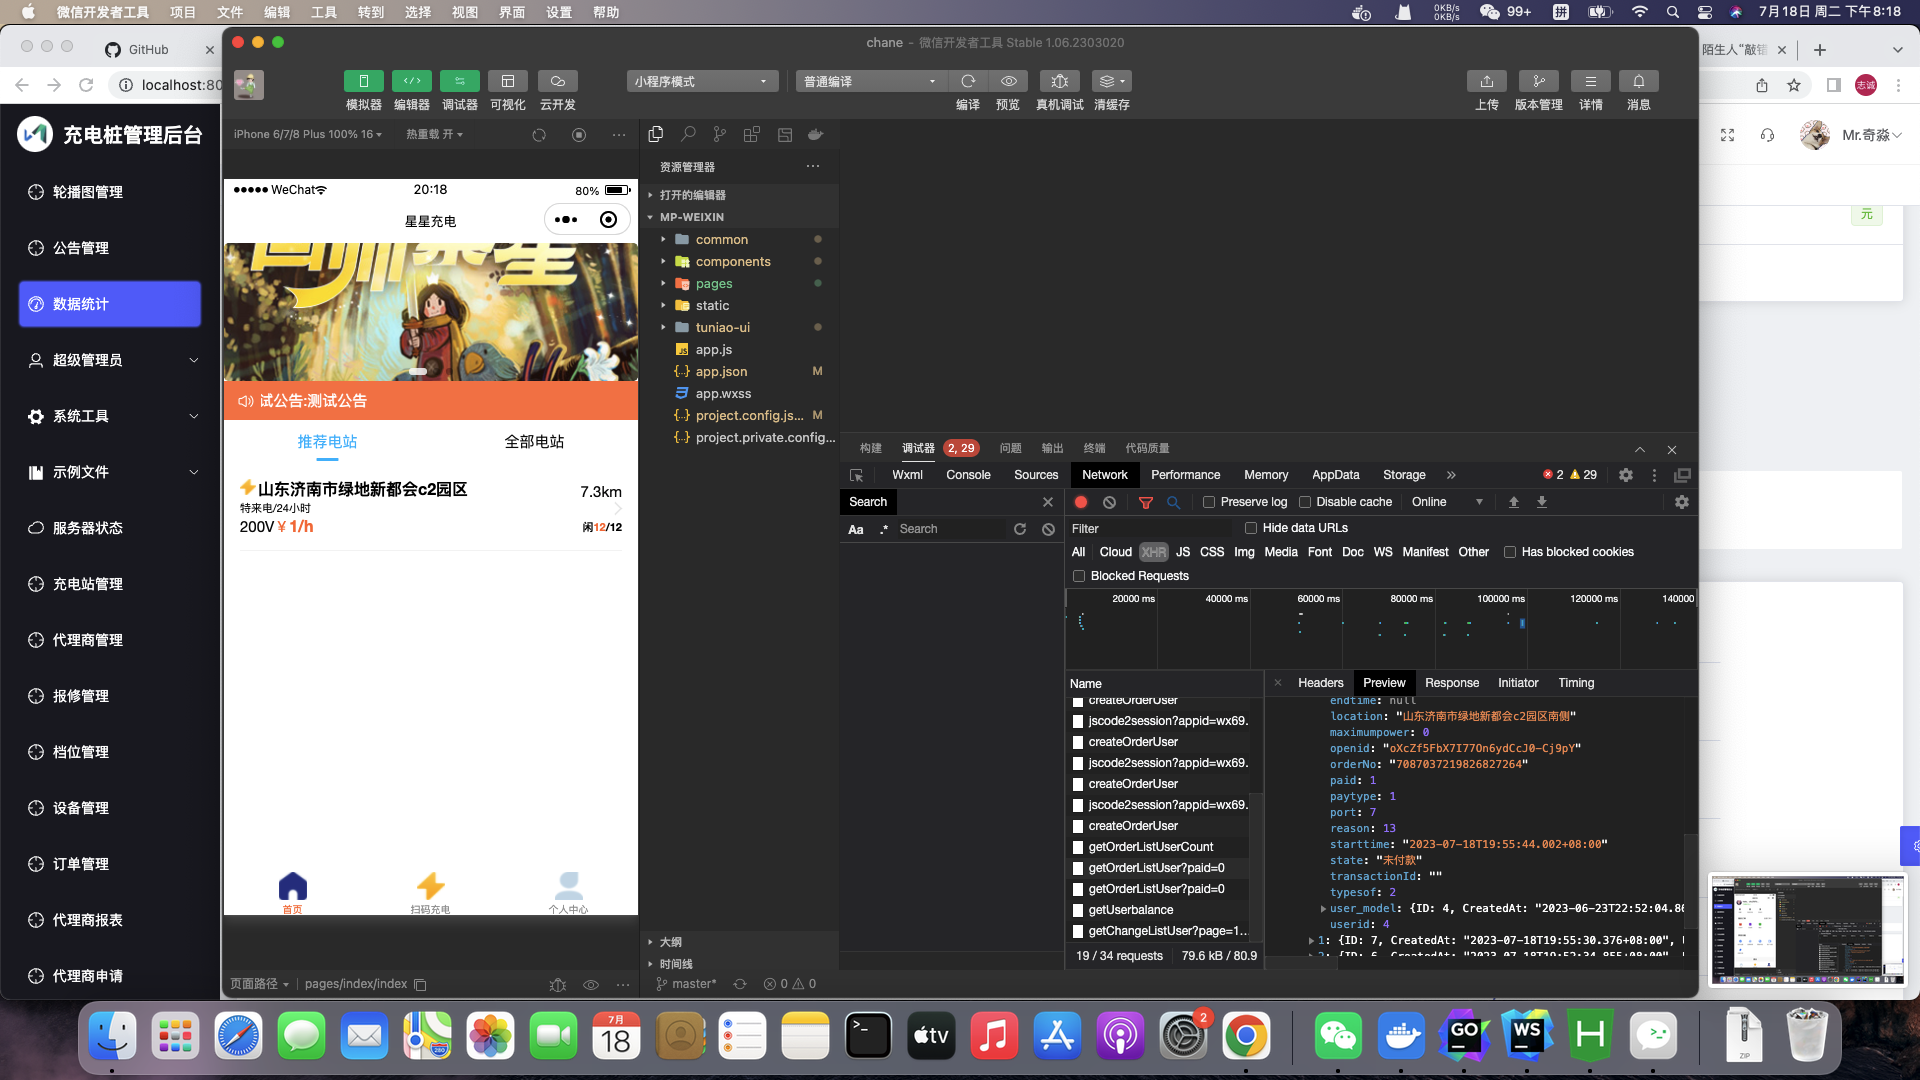 微信开发者工具 项目 文件 编辑 工具 转到 选择 视图 界面 设置 帮助
0KB/s
0KB/s
99+
拼
7月18日 周二 下午8:18
GitHub
chane - 微信开发者工具 Stable 1.06.2303020
陌生人“敲错
localhost:80
志诚
小程序模式
普通编译
模拟器 编辑器 调试器 可视化 云开发
编译 预览 真机调试 清缓存
上传 版本管理 详情 消息
充电桩管理后台
Mr.奇淼
元
轮播图管理
公告管理
数据统计
超级管理员
系统工具
示例文件
服务器状态
充电站管理
代理商管理
报修管理
档位管理
设备管理
订单管理
代理商报表
代理商申请
iPhone 6/7/8 Plus 100% 16
热重载 开
WeChat
20:18
80%
星星充电
试公告:测试公告
推荐电站
全部电站
山东济南市绿地新都会c2园区
7.3km
特来电/24小时
200V ¥ 1/h
闲12/12
首页
扫码充电
个人中心
页面路径
pages/index/index
资源管理器
打开的编辑器
MP-WEIXIN
common
components
pages
static
tuniao-ui
app.js
app.json M
app.wxss
project.config.js... M
project.private.config...
大纲
时间线
master*
0 0
构建 调试器 2, 29 问题 输出 终端 代码质量
Wxml Console Sources Network Performance Memory AppData Storage
2 29
Search
Preserve log Disable cache Online
Aa .* Search
Filter
Hide data URLs
All Cloud XHR JS CSS Img Media Font Doc WS Manifest Other Has blocked cookies
Blocked Requests
20000 ms 40000 ms 60000 ms 80000 ms 100000 ms 120000 ms 140000
Name
Headers Preview Response Initiator Timing
createOrderUser
jscode2session?appid=wx69.
createOrderUser
jscode2session?appid=wx69.
createOrderUser
jscode2session?appid=wx69.
createOrderUser
getOrderListUserCount
getOrderListUser?paid=0
getOrderListUser?paid=0
getUserbalance
getChangeListUser?page=1...
19 / 34 requests
79.6 kB / 80.9
endtime: null
location: "山东济南市绿地新都会c2园区南侧"
maximumpower: 0
openid: "oXcZf5FbX7I77On6ydCcJ0-Cj9pY"
orderNo: "7087037219826827264"
paid: 1
paytype: 1
port: 7
reason: 13
starttime: "2023-07-18T19:55:44.002+08:00"
state: "未付款"
transactionId: ""
typesof: 2
user_model: {ID: 4, CreatedAt: "2023-06-23T22:52:04.86
userid: 4
1: {ID: 7, CreatedAt: "2023-07-18T19:55:30.376+08:00",
2: {ID: 6, CreatedAt: "2023-07-18T19:52:34.855+08:00"
7月
18
280
tv
2
GO
WS
H
ZIP